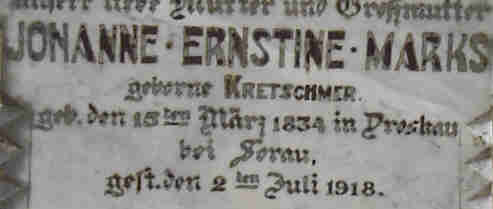 liebe Mutter und Großmutter
JOHANNE · ERNSTINE · MARKS
geborne KRETSCHMER.
geb. den 15ten März 1834 in Droskau
bei Sorau,
gest. den 2ten Juli 1918.